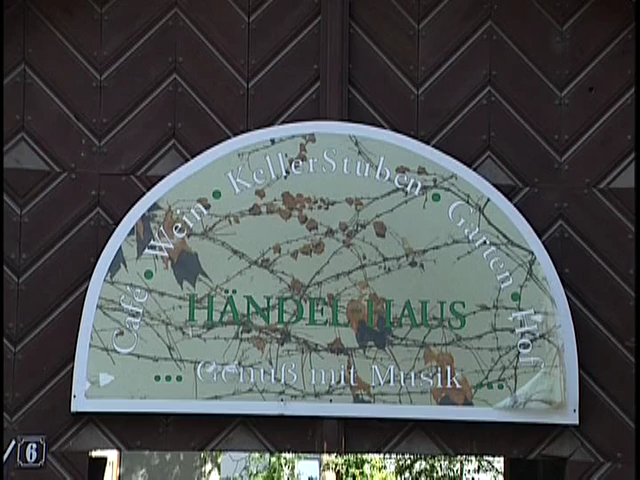 Café • Wein • KellerStuben • Garten • Hof
HÄNDEL HAUS
... Genuß mit Musik ...
/6